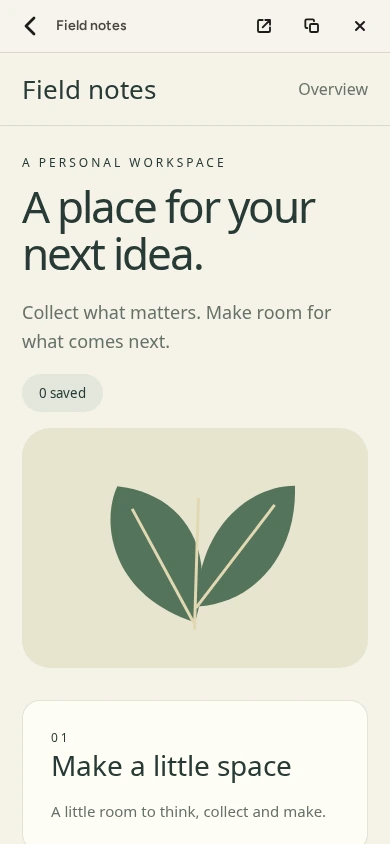 Field notes
Field notes
Overview
A PERSONAL WORKSPACE
A place for your
next idea.
Collect what matters. Make room for
what comes next.
0 saved
01
Make a little space
A little room to think, collect and make.